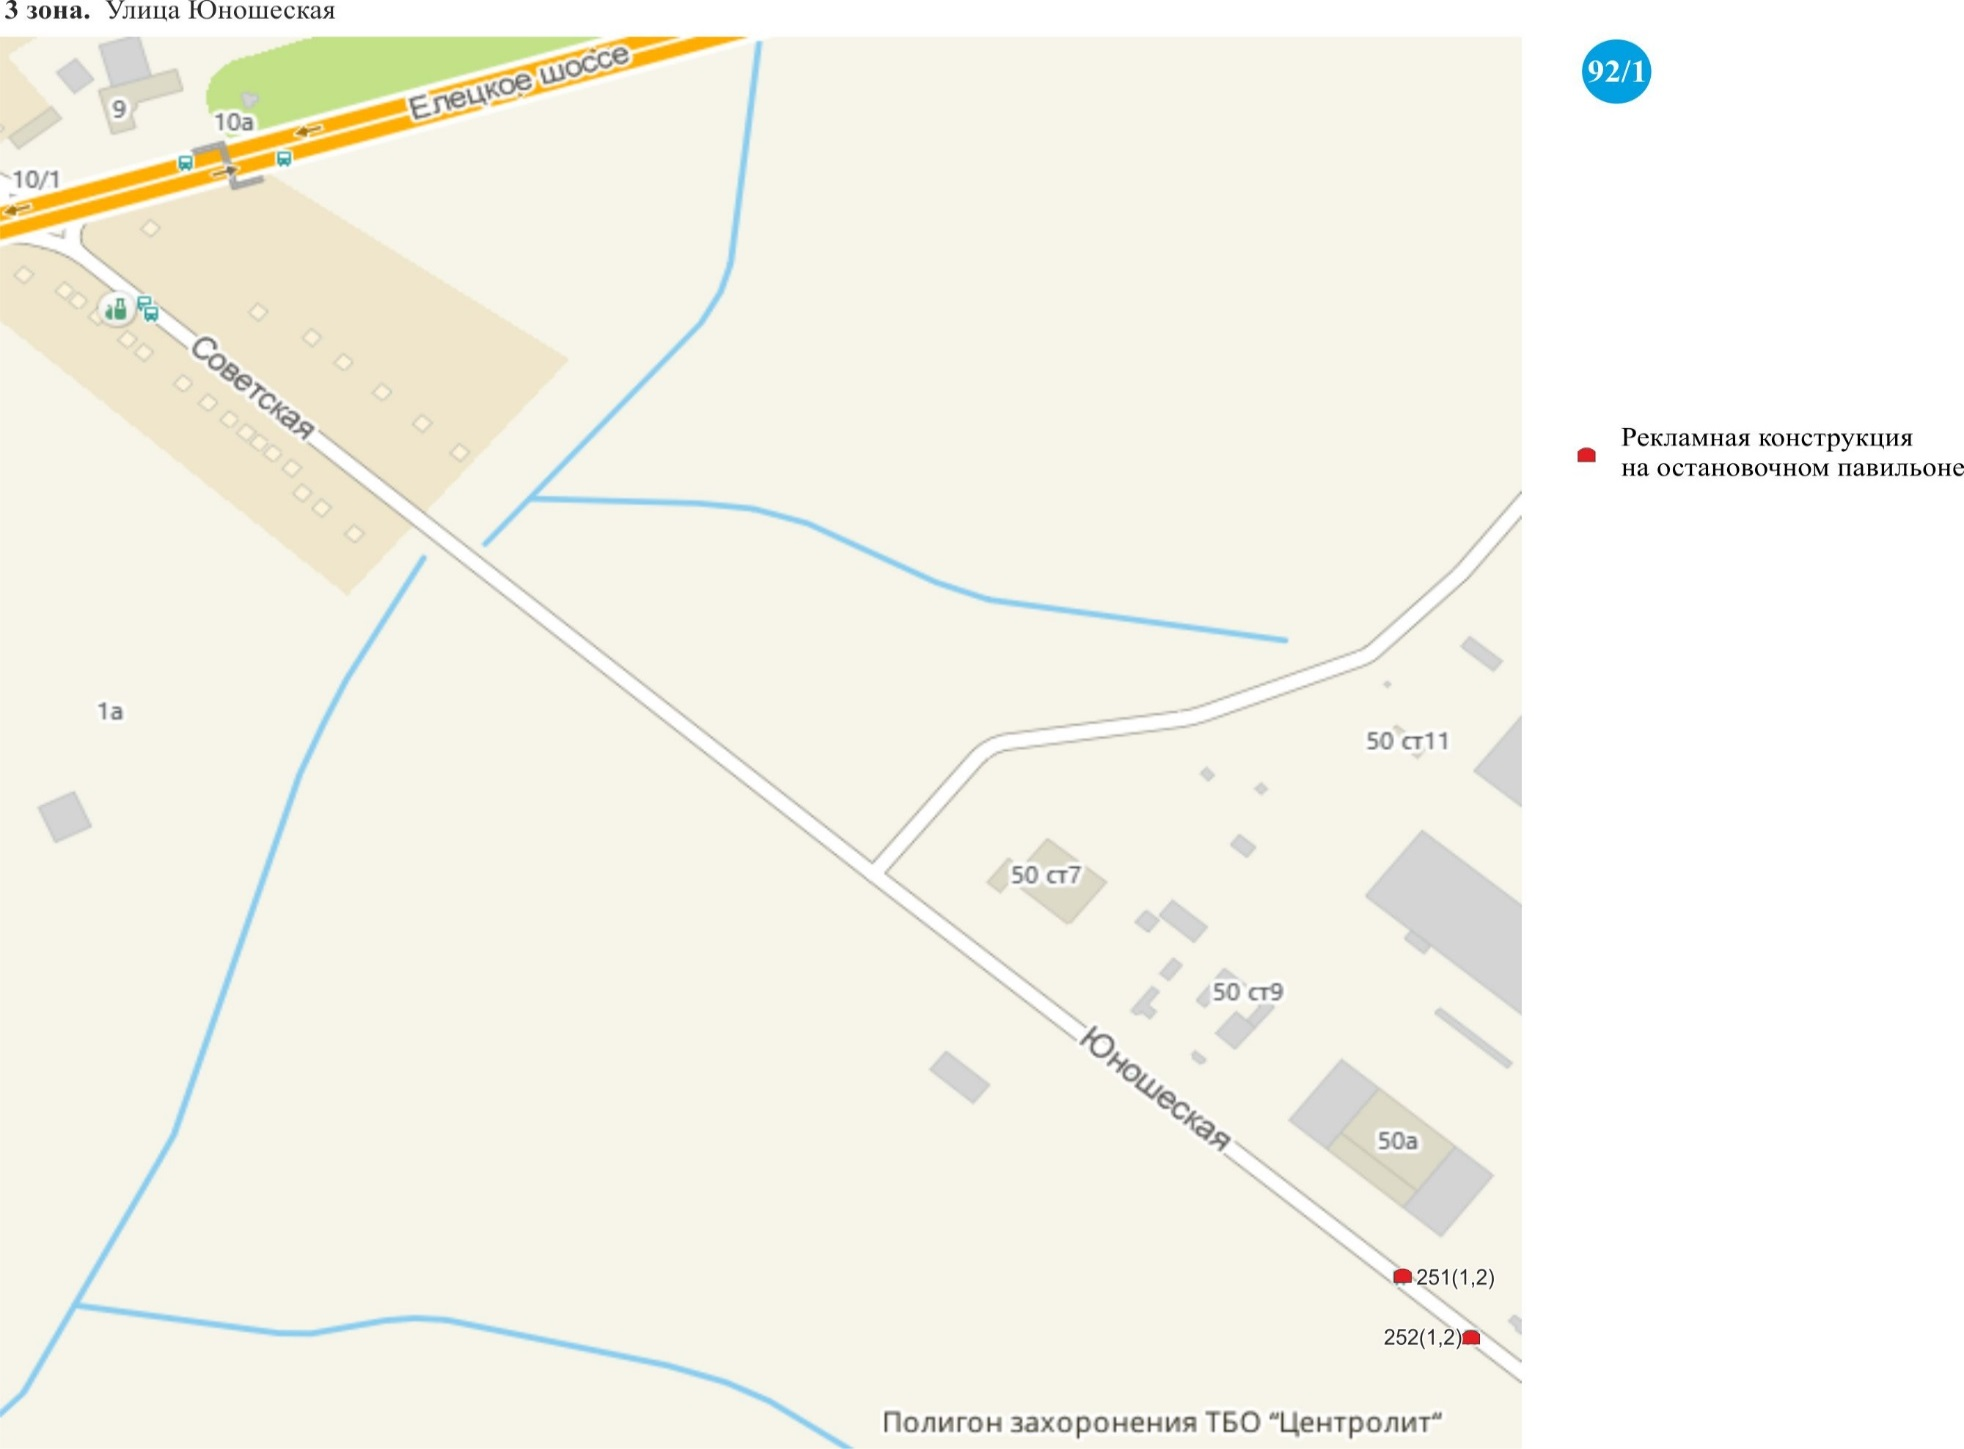 3 зона. Улица Юношеская
92/1
Елецкое шоссе
9
10а
10/1
Рекламная конструкция
на остановочном павильоне
Советская
1а
50 ст11
50 ст7
50 ст9
Юношеская
50а
251(1,2)
252(1,2)
Полигон захоронения ТБО “Центролит“